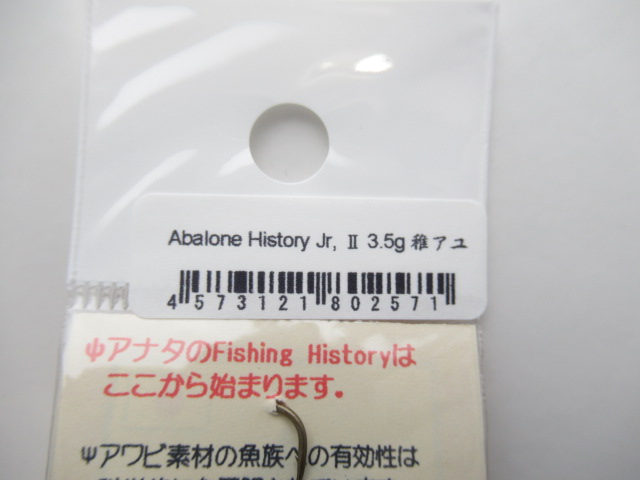 Abalone History Jr, Ⅱ 3.5g 稚アユ
4 573121 802571
ψアナタのFishing Historyは
ここから始まります。
ψアワビ素材の魚族への有効性は